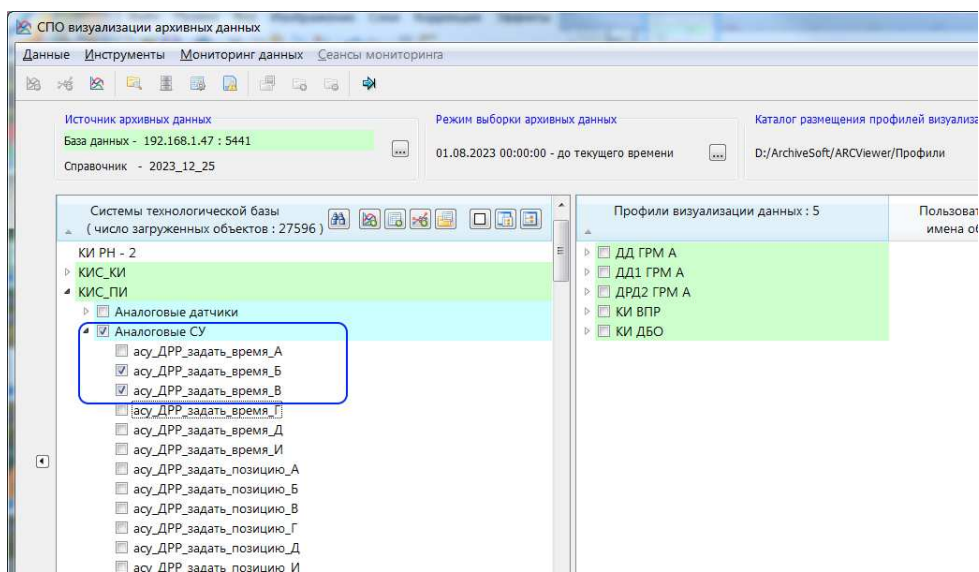 СПО визуализации архивных данных
Данные Инструменты Мониторинг данных Сеансы мониторинга
Источник архивных данных
База данных - 192.168.1.47 : 5441
Справочник - 2023_12_25
Режим выборки архивных данных
01.08.2023 00:00:00 - до текущего времени
...
Каталог размещения профилей визуализа
D:/ArchiveSoft/ARCViewer/Профили
Системы технологической базы
( число загруженных объектов : 27596 )
КИ РН - 2
КИС_КИ
КИС_ПИ
Аналоговые датчики
Аналоговые СУ
асу_ДРР_задать_время_А
асу_ДРР_задать_время_Б
асу_ДРР_задать_время_В
асу_ДРР_задать_время_Г
асу_ДРР_задать_время_Д
асу_ДРР_задать_время_И
асу_ДРР_задать_позицию_А
асу_ДРР_задать_позицию_Б
асу_ДРР_задать_позицию_В
асу_ДРР_задать_позицию_Г
асу_ДРР_задать_позицию_Д
асу_ДРР_задать_позицию_И
Профили визуализации данных : 5
Пользоват
имена об
ДД ГРМ А
ДД1 ГРМ А
ДРД2 ГРМ А
КИ ВПР
КИ ДБО